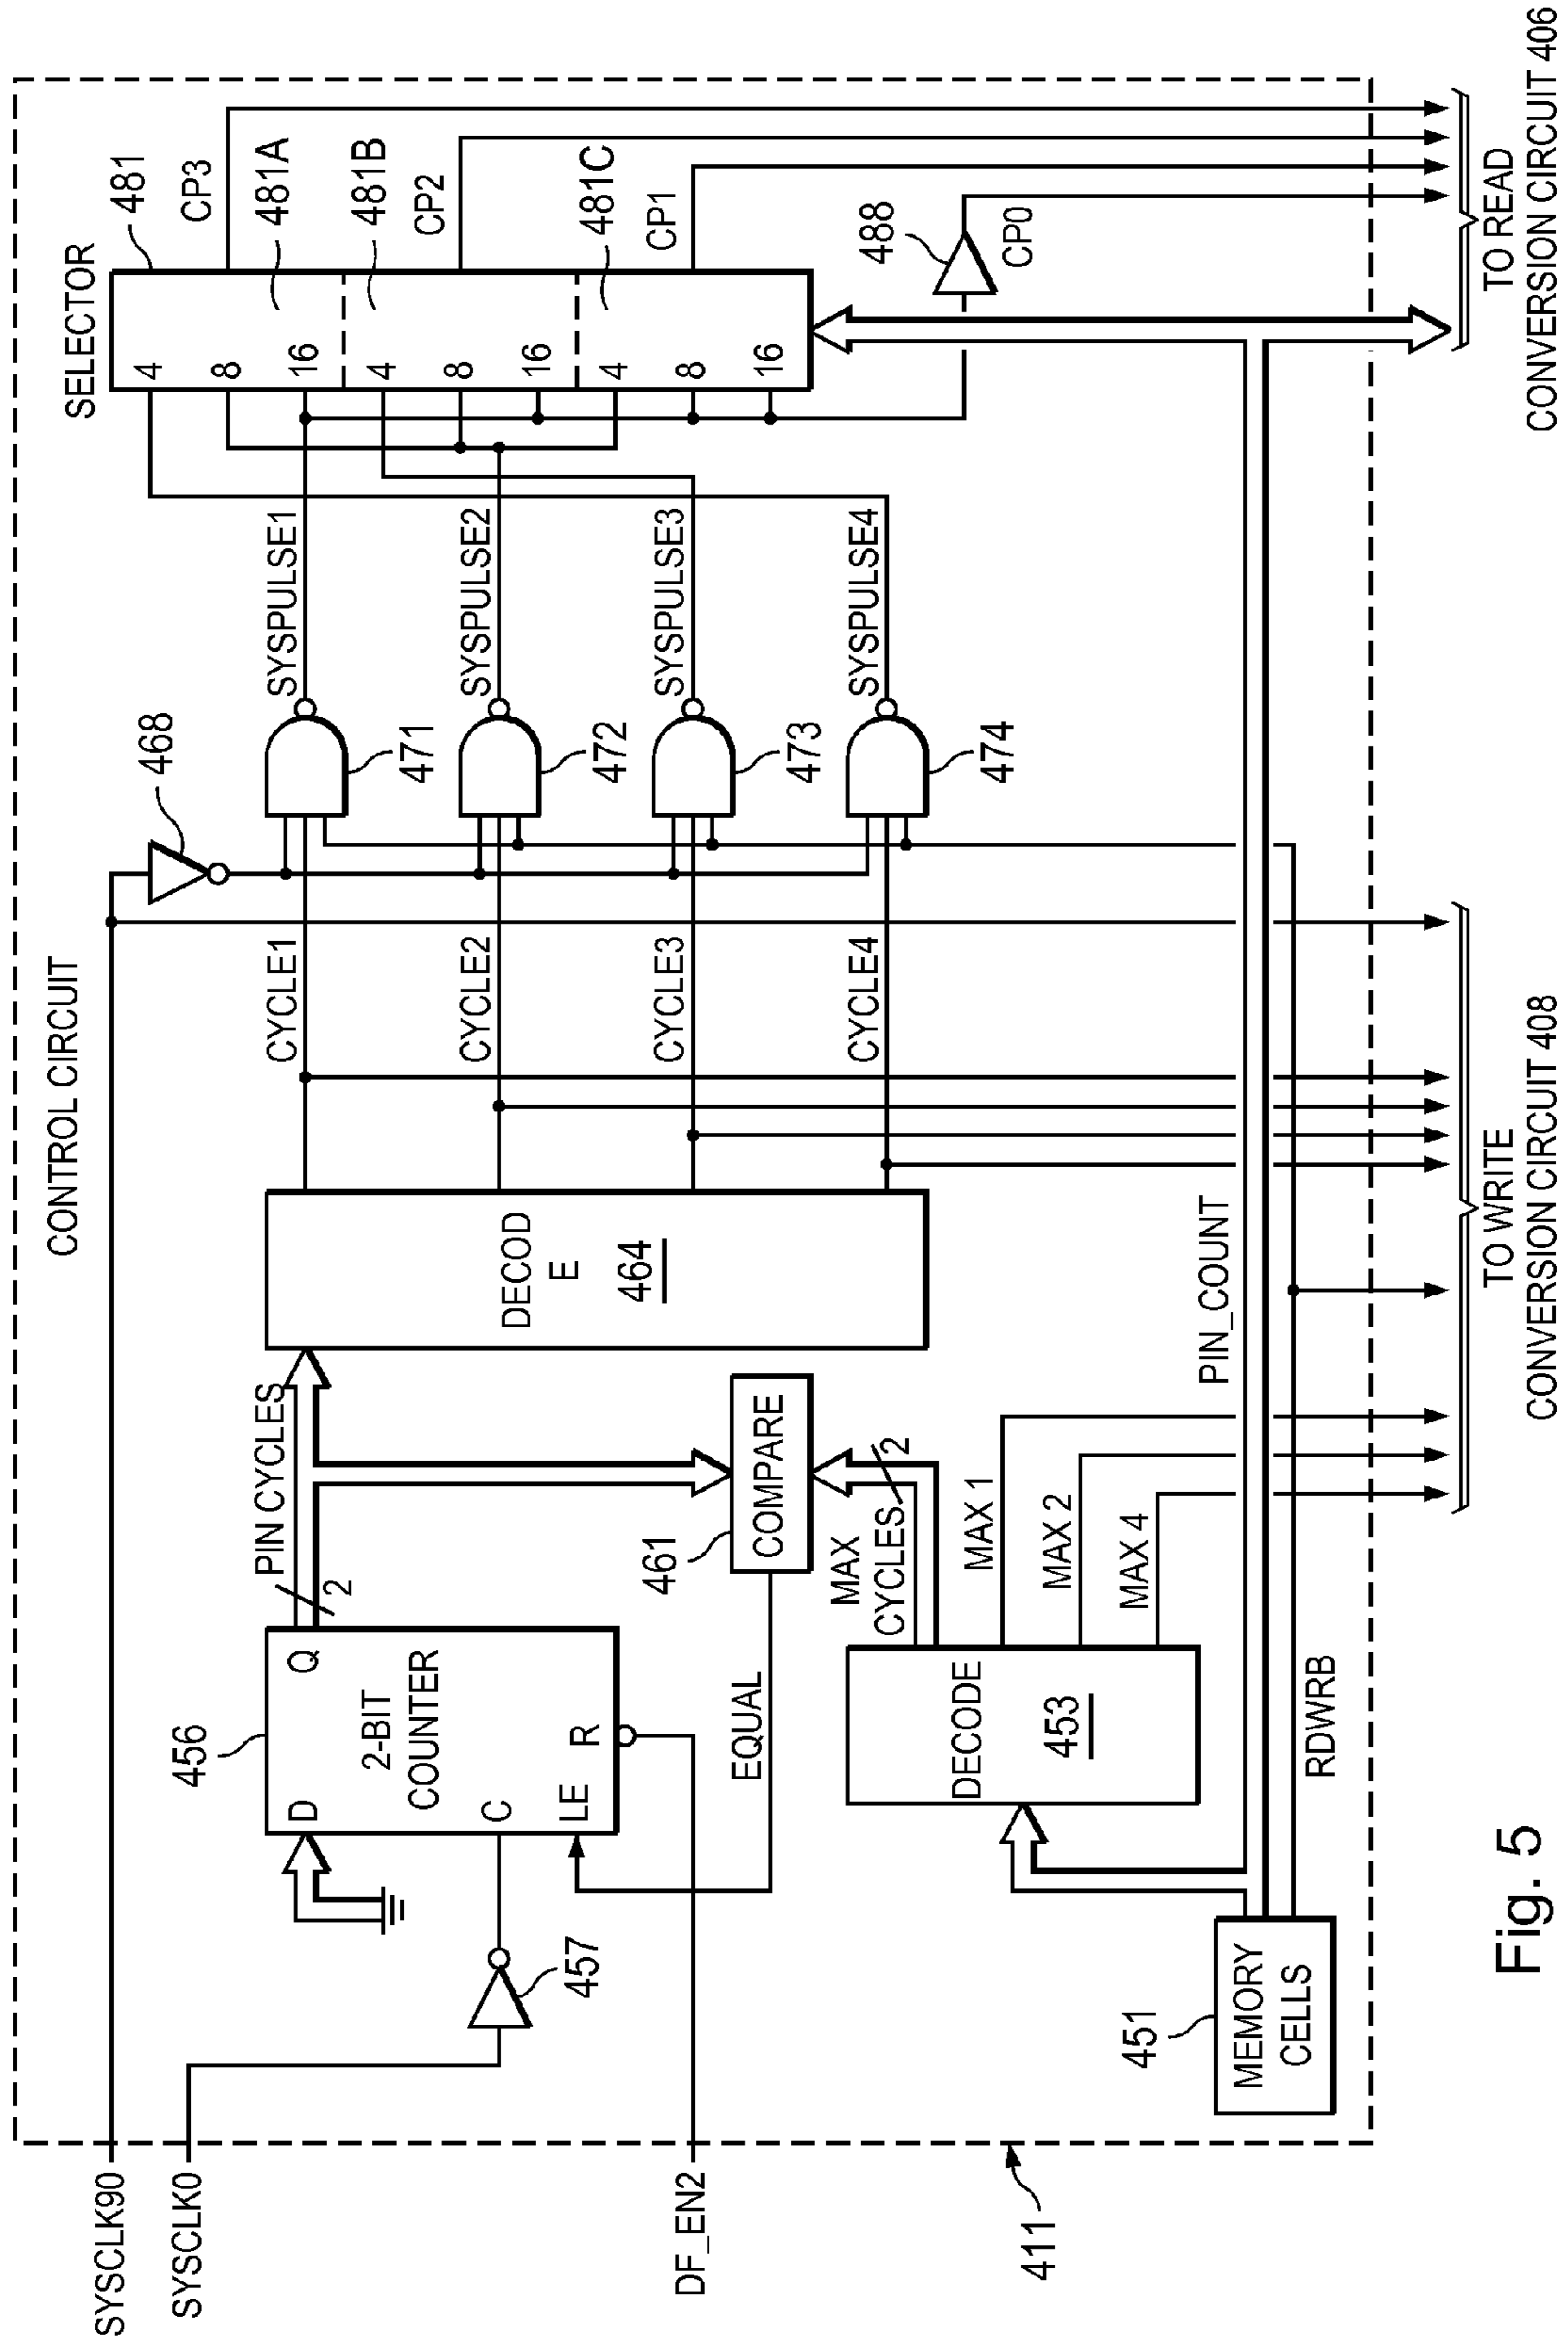 CONTROL CIRCUIT
SELECTOR
481
SYSCLK90
SYSCLK0
DF_EN2
411
456
D
Q
2-BIT
COUNTER
C
LE
R
457
PIN CYCLES
2
EQUAL
461
COMPARE
MAX
CYCLES
2
DECODE
453
MAX 1
MAX 2
MAX 4
451
MEMORY
CELLS
RDWRB
PIN_COUNT
DECOD
E
464
CYCLE1
CYCLE2
CYCLE3
CYCLE4
468
471
472
473
474
SYSPULSE1
SYSPULSE2
SYSPULSE3
SYSPULSE4
4
8
16
4
8
16
4
8
16
CP3
481A
481B
CP2
481C
CP1
488
CP0
TO WRITE
CONVERSION CIRCUIT 408
TO READ
CONVERSION CIRCUIT 406
Fig. 5